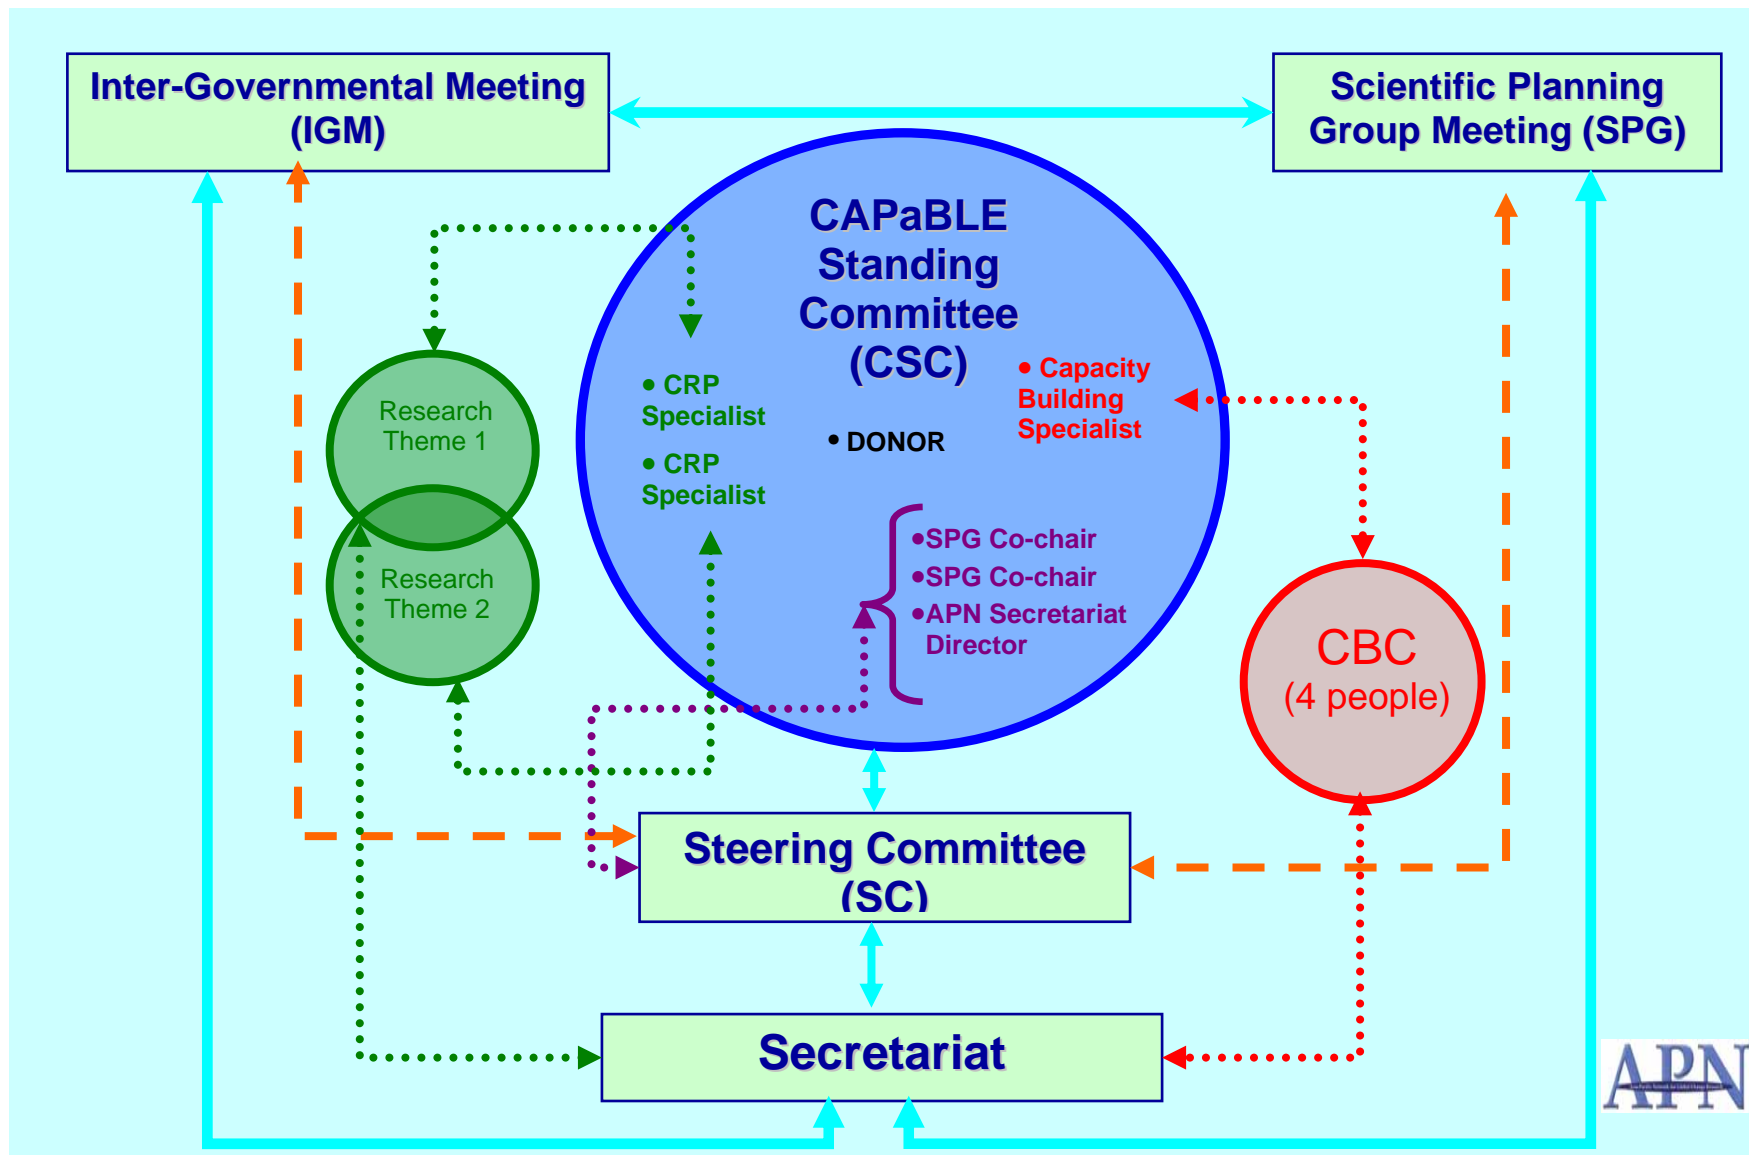 Inter-Governmental Meeting
(IGM)
Scientific Planning
Group Meeting (SPG)
CAPaBLE
Standing
Committee
(CSC)
• CRP
Specialist
• CRP
Specialist
• DONOR
• Capacity
Building
Specialist
•SPG Co-chair
•SPG Co-chair
•APN Secretariat
Director
Research
Theme 1
Research
Theme 2
CBC
(4 people)
Steering Committee
(SC)
Secretariat
APN